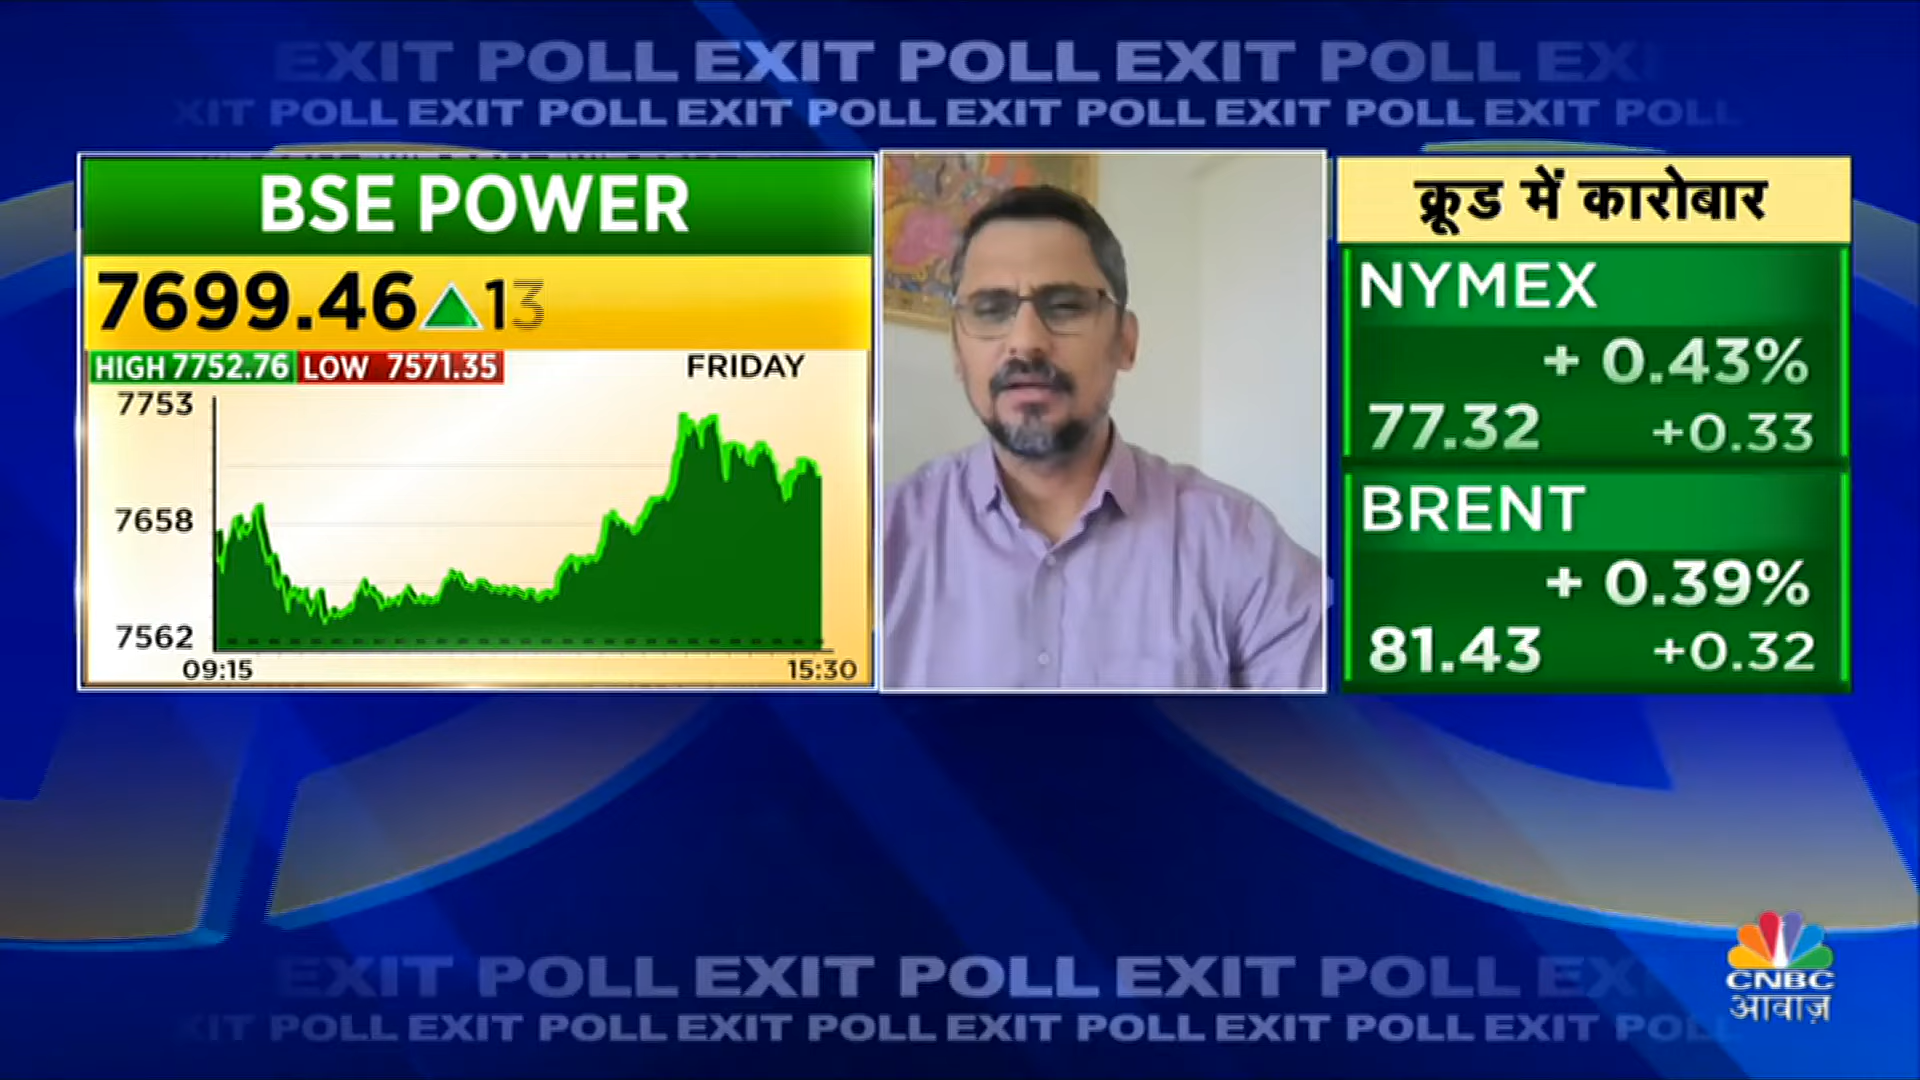 EXIT POLL EXIT POLL EXIT POLL
POLL EXIT POLL EXIT POLL EXIT POLL EXIT POLL EXIT POLL
BSE POWER
7699.46 ▲ 13
HIGH 7752.76 LOW 7571.35 FRIDAY
7753
7658
7562
09:15 15:30
क्रूड में कारोबार
NYMEX
+ 0.43%
77.32 +0.33
BRENT
+ 0.39%
81.43 +0.32
EXIT POLL EXIT POLL EXIT POLL
POLL EXIT POLL EXIT POLL EXIT POLL EXIT POLL EXIT POLL
CNBC
आवाज़